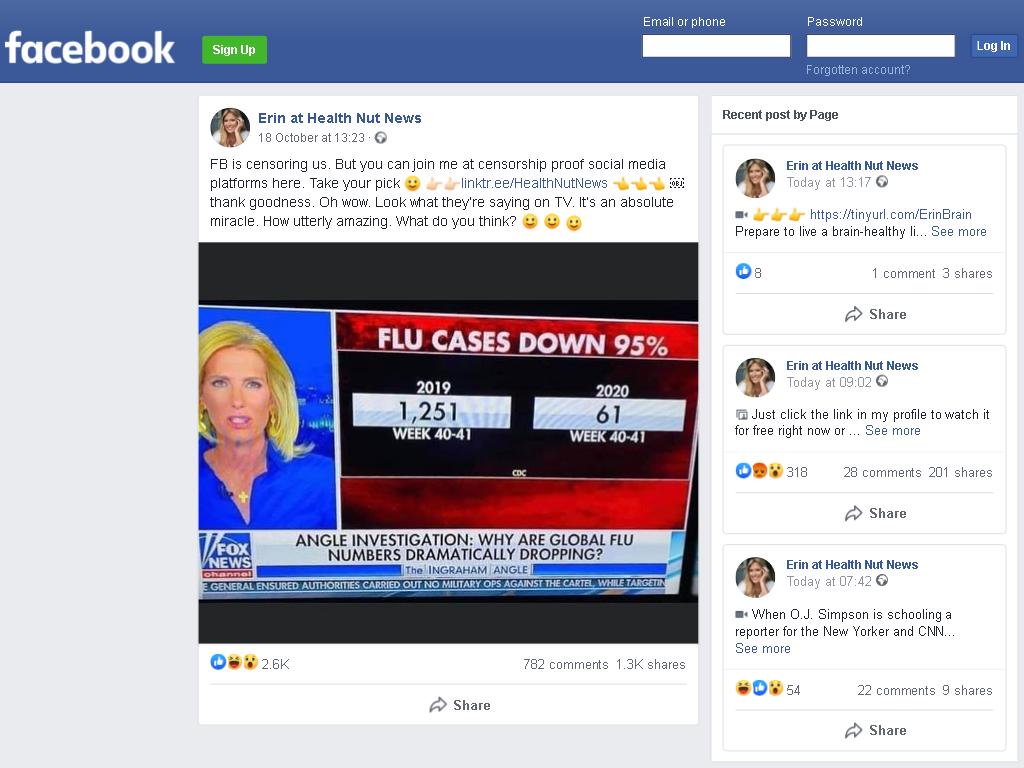 facebook
Sign Up
Email or phone
Password
Log In
Forgotten account?
Erin at Health Nut News
18 October at 13:23 ·
FB is censoring us. But you can join me at censorship proof social media
platforms here. Take your pick 🙂 👉🏻👉🏻linktr.ee/HealthNutNews 👈👈👈 ￼
thank goodness. Oh wow. Look what they're saying on TV. It's an absolute
miracle. How utterly amazing. What do you think? 😀 😀 😀
FLU CASES DOWN 95%
2019
1,251
WEEK 40-41
2020
61
WEEK 40-41
CDC
FOX
NEWS
channel
ANGLE INVESTIGATION: WHY ARE GLOBAL FLU
NUMBERS DRAMATICALLY DROPPING?
The INGRAHAM ANGLE
E GENERAL ENSURED AUTHORITIES CARRIED OUT NO MILITARY OPS AGAINST THE CARTEL, WHILE TARGETIN
2.6K
782 comments 1.3K shares
Share
Recent post by Page
Erin at Health Nut News
Today at 13:17
👉👉👉 https://tinyurl.com/ErinBrain
Prepare to live a brain-healthy li... See more
8
1 comment 3 shares
Share
Erin at Health Nut News
Today at 09:02
Just click the link in my profile to watch it
for free right now or ... See more
318
28 comments 201 shares
Share
Erin at Health Nut News
Today at 07:42
When O.J. Simpson is schooling a
reporter for the New Yorker and CNN...
See more
54
22 comments 9 shares
Share